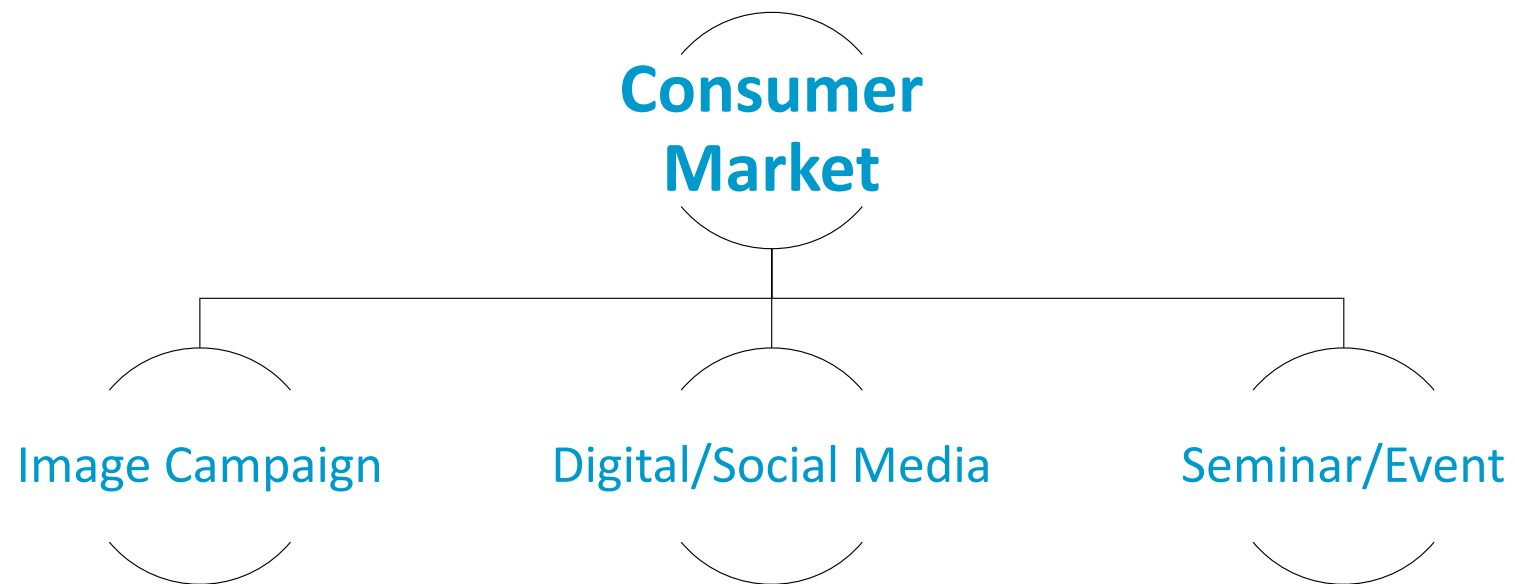 Consumer
Market
Image Campaign
Digital/Social Media
Seminar/Event